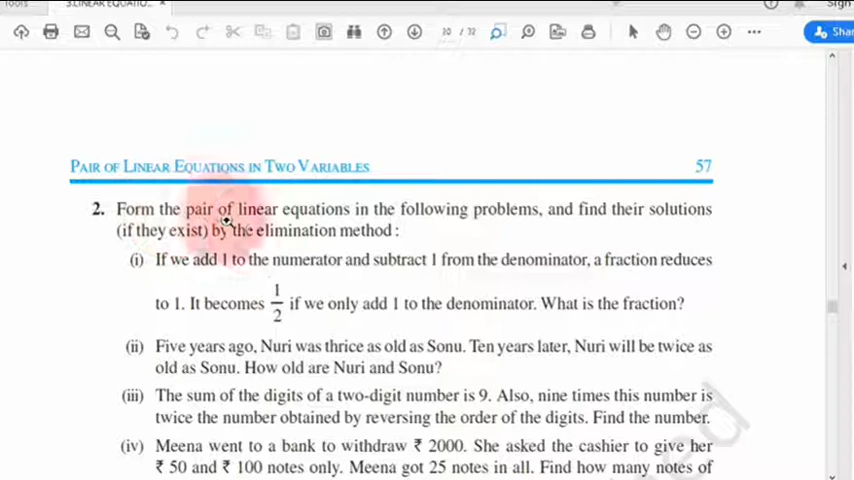 Tools
3.LINEAR EQUATIO...
Sign
10 / 12
Shar
PAIR OF LINEAR EQUATIONS IN TWO VARIABLES 57
2. Form the pair of linear equations in the following problems, and find their solutions
(if they exist) by the elimination method :
(i) If we add 1 to the numerator and subtract 1 from the denominator, a fraction reduces
to 1. It becomes 1/2 if we only add 1 to the denominator. What is the fraction?
(ii) Five years ago, Nuri was thrice as old as Sonu. Ten years later, Nuri will be twice as
old as Sonu. How old are Nuri and Sonu?
(iii) The sum of the digits of a two-digit number is 9. Also, nine times this number is
twice the number obtained by reversing the order of the digits. Find the number.
(iv) Meena went to a bank to withdraw ₹ 2000. She asked the cashier to give her
₹ 50 and ₹ 100 notes only. Meena got 25 notes in all. Find how many notes of